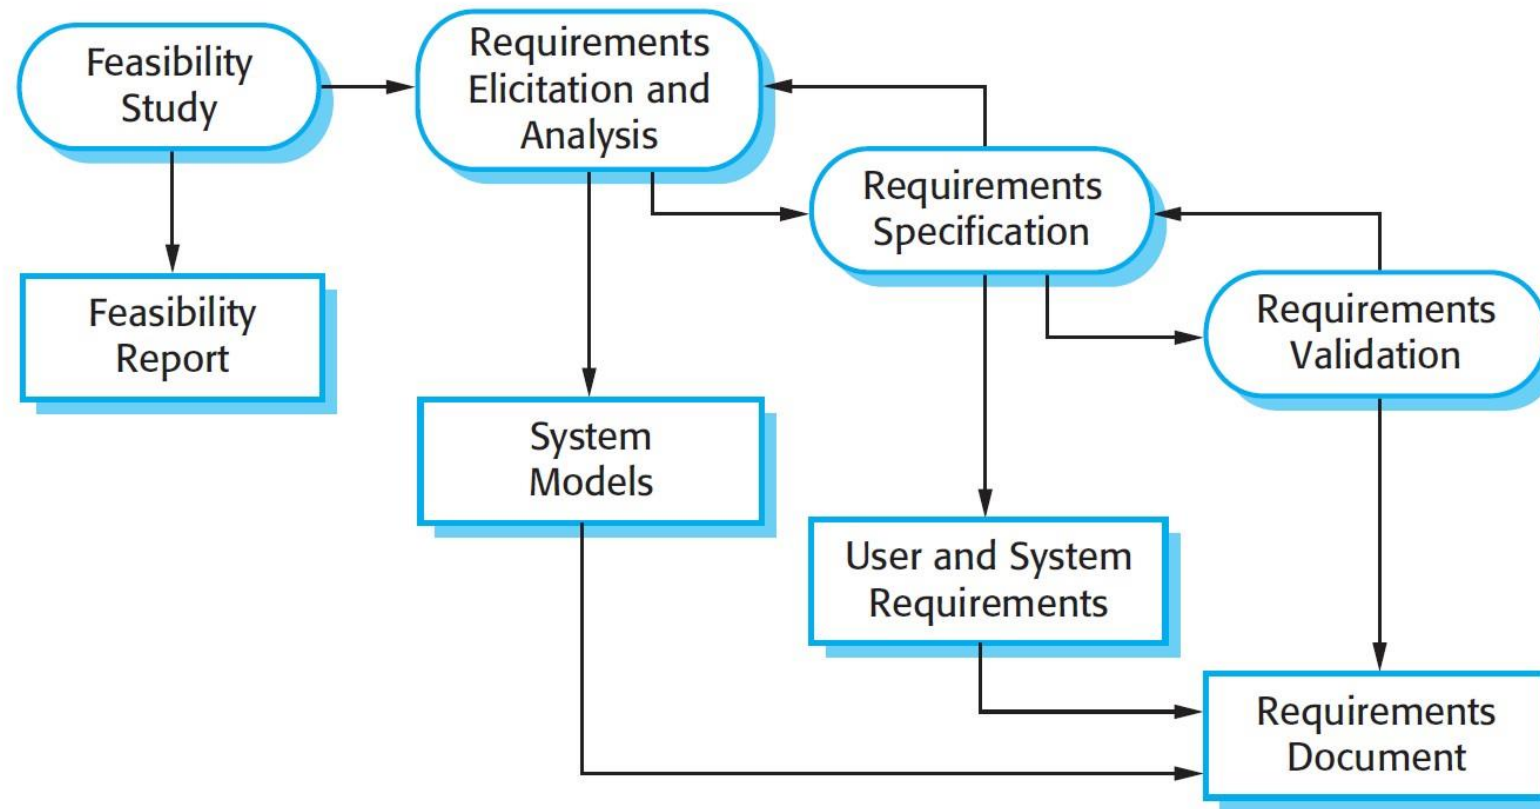 Feasibility
Study
Requirements
Elicitation and
Analysis
Requirements
Specification
Requirements
Validation
Feasibility
Report
System
Models
User and System
Requirements
Requirements
Document